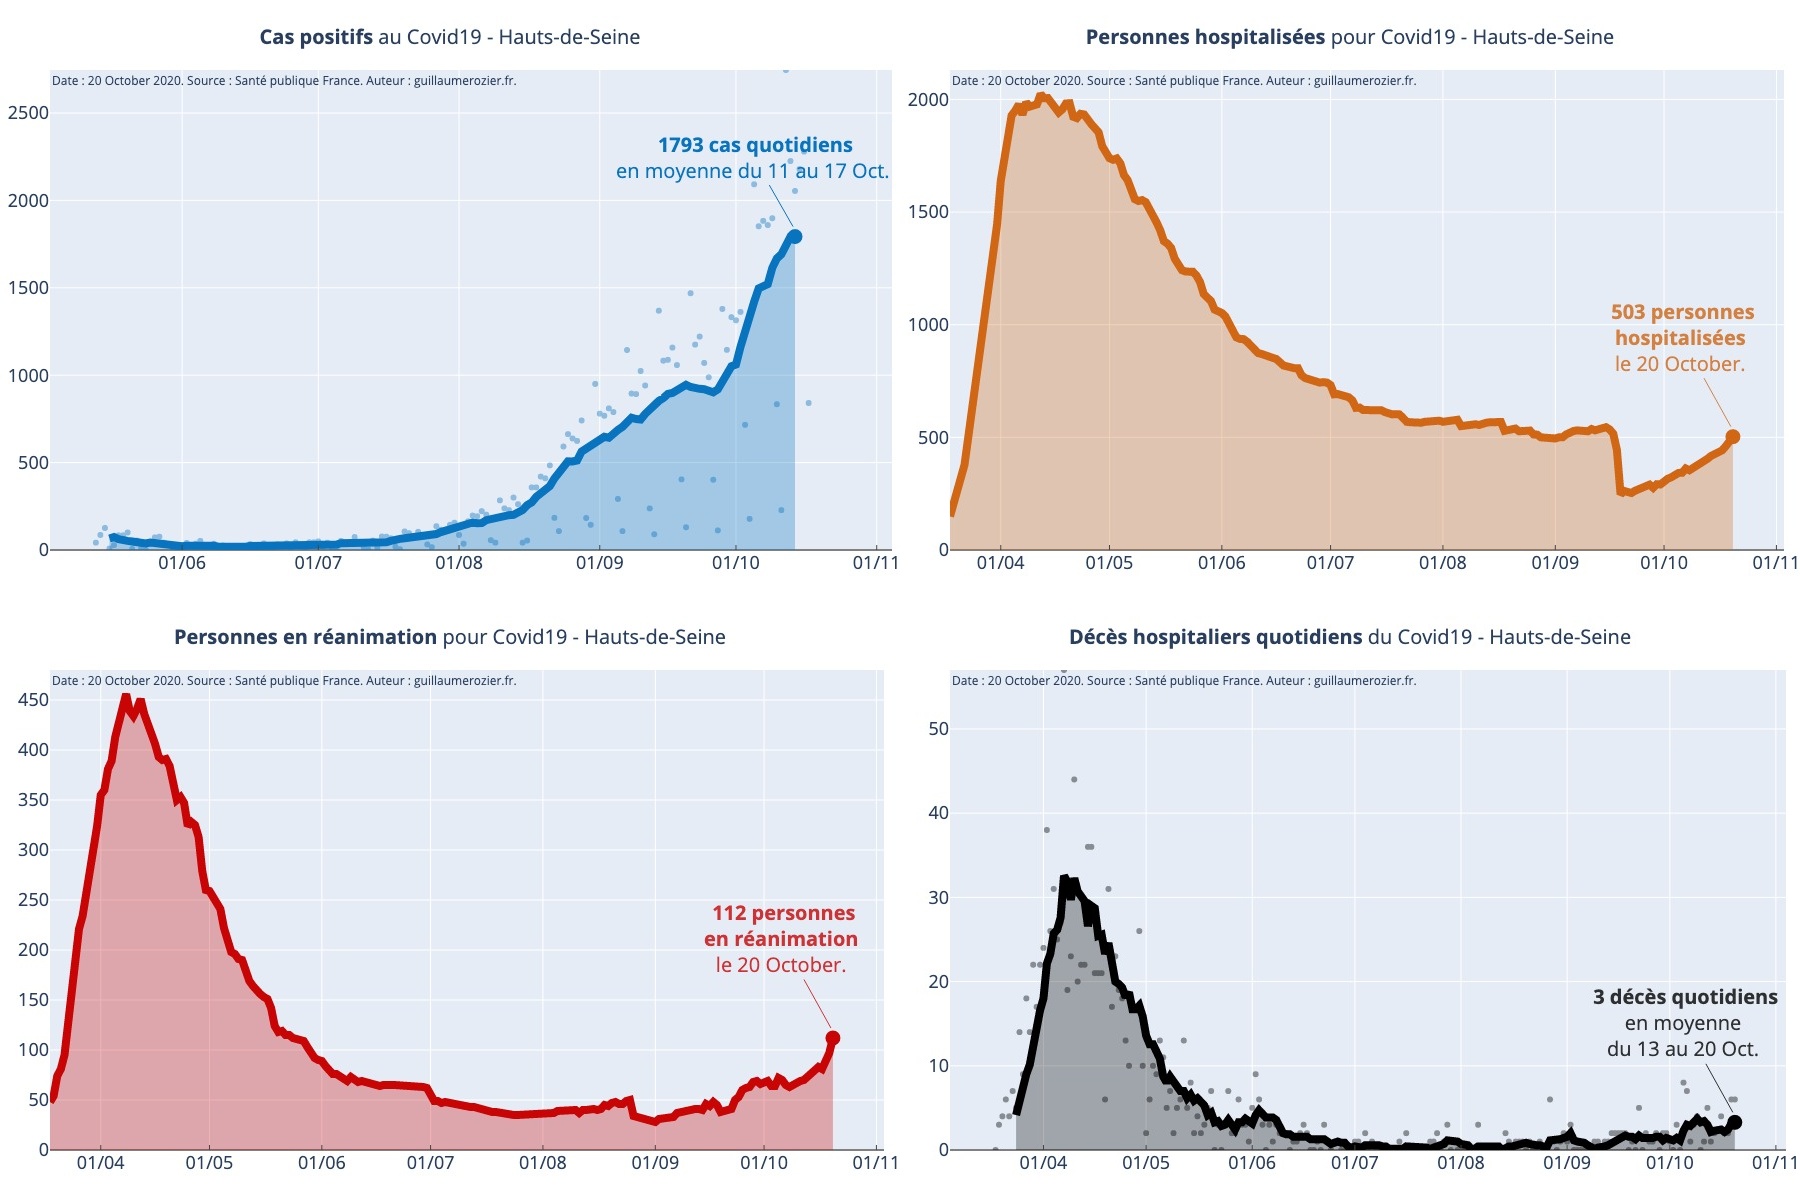 Cas positifs au Covid19 - Hauts-de-Seine
Date : 20 October 2020. Source : Santé publique France. Auteur : guillaumerozier.fr.
2500
2000
1500
1000
500
0
1793 cas quotidiens
en moyenne du 11 au 17 Oct.
01/06 01/07 01/08 01/09 01/10 01/11
Personnes hospitalisées pour Covid19 - Hauts-de-Seine
Date : 20 October 2020. Source : Santé publique France. Auteur : guillaumerozier.fr.
2000
1500
1000
500
0
503 personnes
hospitalisées
le 20 October.
01/04 01/05 01/06 01/07 01/08 01/09 01/10 01/11
Personnes en réanimation pour Covid19 - Hauts-de-Seine
Date : 20 October 2020. Source : Santé publique France. Auteur : guillaumerozier.fr.
450
400
350
300
250
200
150
100
50
0
112 personnes
en réanimation
le 20 October.
01/04 01/05 01/06 01/07 01/08 01/09 01/10 01/11
Décès hospitaliers quotidiens du Covid19 - Hauts-de-Seine
Date : 20 October 2020. Source : Santé publique France. Auteur : guillaumerozier.fr.
50
40
30
20
10
0
3 décès quotidiens
en moyenne
du 13 au 20 Oct.
01/04 01/05 01/06 01/07 01/08 01/09 01/10 01/11